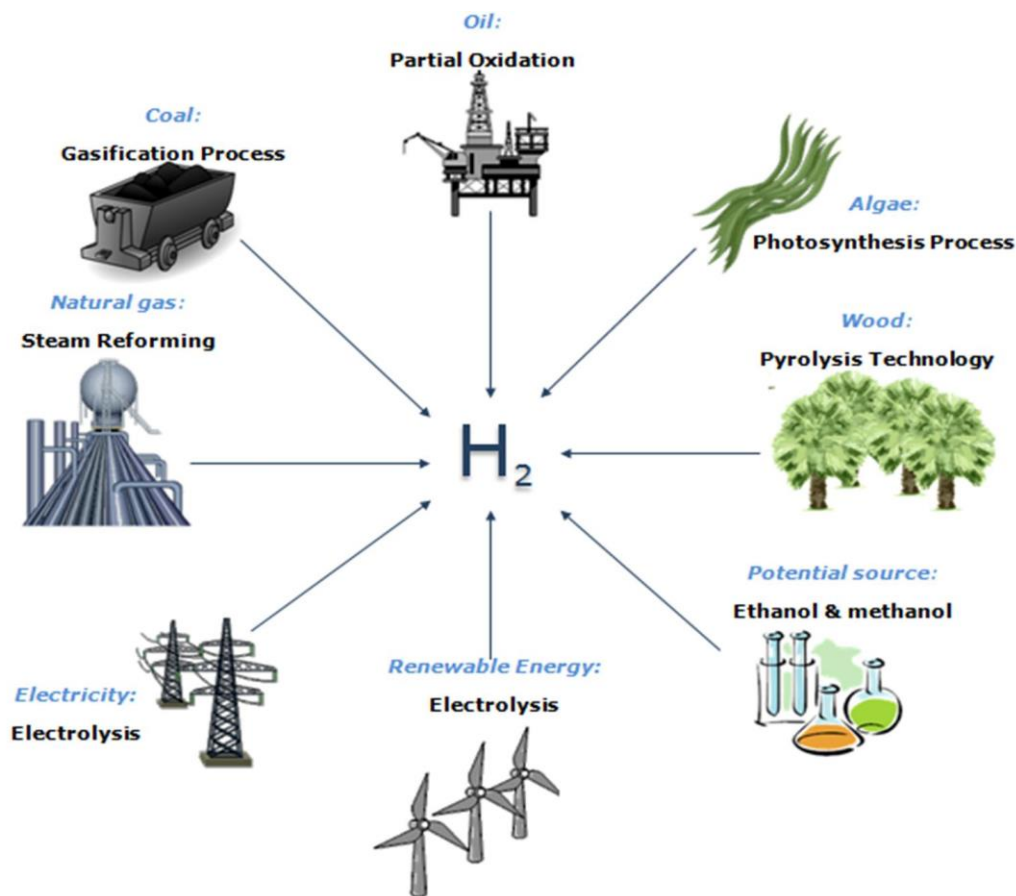 Oil:
Partial Oxidation
Coal:
Gasification Process
Algae:
Photosynthesis Process
Natural gas:
Steam Reforming
Wood:
Pyrolysis Technology
H₂
Potential source:
Ethanol & methanol
Renewable Energy:
Electrolysis
Electricity:
Electrolysis